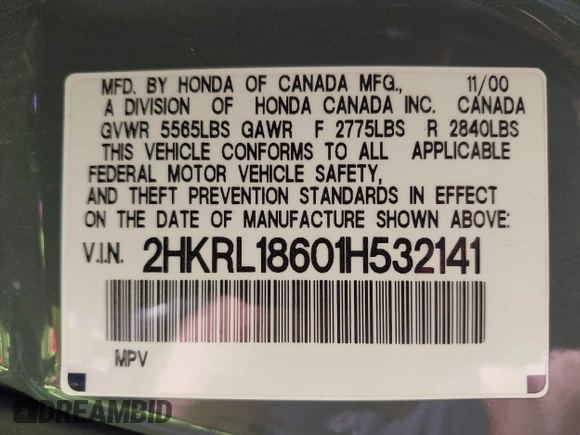 MFD. BY HONDA OF CANADA MFG., 11/00
A DIVISION OF HONDA CANADA INC. CANADA
GVWR 5565LBS GAWR F 2775LBS R 2840LBS
THIS VEHICLE CONFORMS TO ALL APPLICABLE
FEDERAL MOTOR VEHICLE SAFETY,
AND THEFT PREVENTION STANDARDS IN EFFECT
ON THE DATE OF MANUFACTURE SHOWN ABOVE:
V.I.N. 2HKRL18601H532141
MPV
DREAMBID